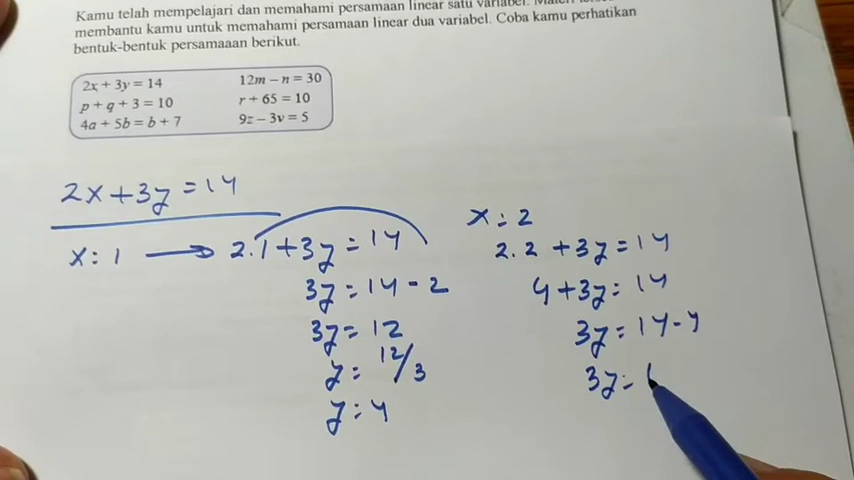 Kamu telah mempelajari dan memahami persamaan linear satu variabel. Materi
membantu kamu untuk memahami persamaan linear dua variabel. Coba kamu perhatikan
bentuk-bentuk persamaaan berikut.
2x + 3y = 14 12m – n = 30
p + q + 3 = 10 r + 65 = 10
4a + 5b = b + 7 9z – 3v = 5
2x + 3y = 14
x : 1 → 2.1 + 3y = 14
3y = 14 - 2
3y = 12
y = 12/3
y : 4
x : 2
2.2 + 3y = 14
4 + 3y = 14
3y = 14 - 4
3y =